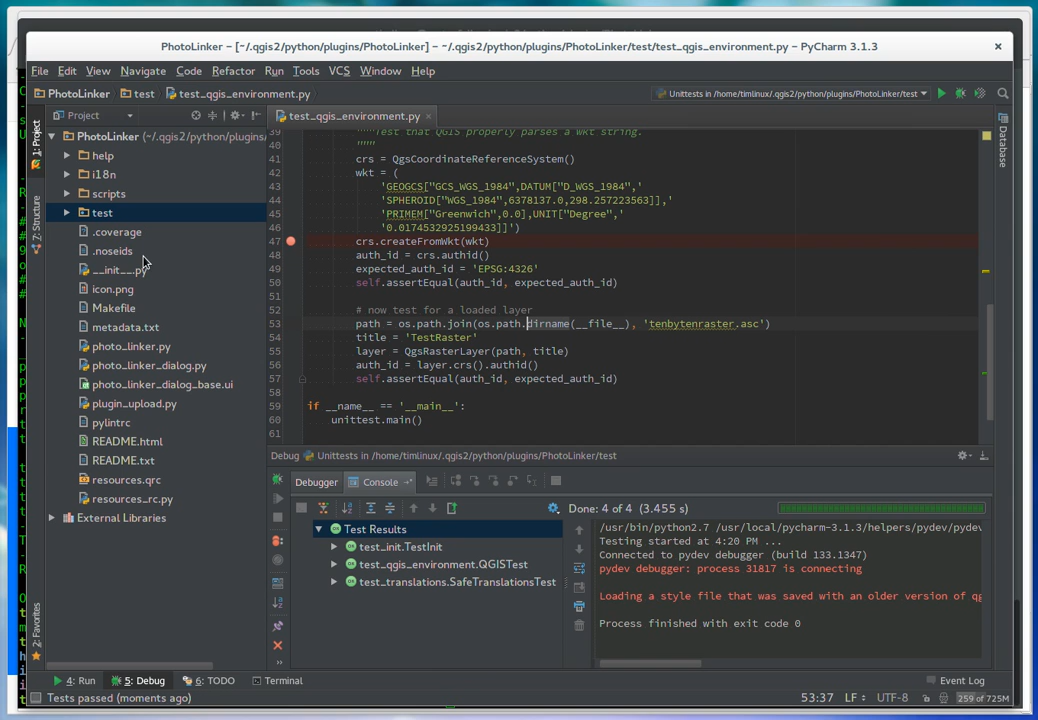 PhotoLinker – [~/.qgis2/python/plugins/PhotoLinker] – ~/.qgis2/python/plugins/PhotoLinker/test/test_qgis_environment.py – PyCharm 3.1.3
File Edit View Navigate Code Refactor Run Tools VCS Window Help
PhotoLinker test test_qgis_environment.py Unittests in /home/timlinux/.qgis2/python/plugins/PhotoLinker/test
Project test_qgis_environment.py
1: Project
2: Structure
2: Favorites
Database
PhotoLinker (~/.qgis2/python/plugins/
help
i18n
scripts
test
.coverage
.noseids
__init__.py
icon.png
Makefile
metadata.txt
photo_linker.py
photo_linker_dialog.py
photo_linker_dialog_base.ui
plugin_upload.py
pylintrc
README.html
README.txt
resources.qrc
resources_rc.py
External Libraries
39 """Test that QGIS properly parses a wkt string.
40 """
41 crs = QgsCoordinateReferenceSystem()
42 wkt = (
43 'GEOGCS["GCS_WGS_1984",DATUM["D_WGS_1984",'
44 'SPHEROID["WGS_1984",6378137.0,298.257223563]],'
45 'PRIMEM["Greenwich",0.0],UNIT["Degree",'
46 '0.0174532925199433]]')
47 crs.createFromWkt(wkt)
48 auth_id = crs.authid()
49 expected_auth_id = 'EPSG:4326'
50 self.assertEqual(auth_id, expected_auth_id)
51
52 # now test for a loaded layer
53 path = os.path.join(os.path.dirname(__file__), 'tenbytenraster.asc')
54 title = 'TestRaster'
55 layer = QgsRasterLayer(path, title)
56 auth_id = layer.crs().authid()
57 self.assertEqual(auth_id, expected_auth_id)
58
59 if __name__ == '__main__':
60 unittest.main()
61
Debug Unittests in /home/timlinux/.qgis2/python/plugins/PhotoLinker/test
Debugger Console
Done: 4 of 4 (3.455 s)
Test Results
test_init.TestInit
test_qgis_environment.QGISTest
test_translations.SafeTranslationsTest
/usr/bin/python2.7 /usr/local/pycharm-3.1.3/helpers/pydev/pydev
Testing started at 4:20 PM ...
Connected to pydev debugger (build 133.1347)
pydev debugger: process 31817 is connecting
Loading a style file that was saved with an older version of qg
Process finished with exit code 0
4: Run 5: Debug 6: TODO Terminal Event Log
Tests passed (moments ago) 53:37 LF UTF-8 259 of 725M